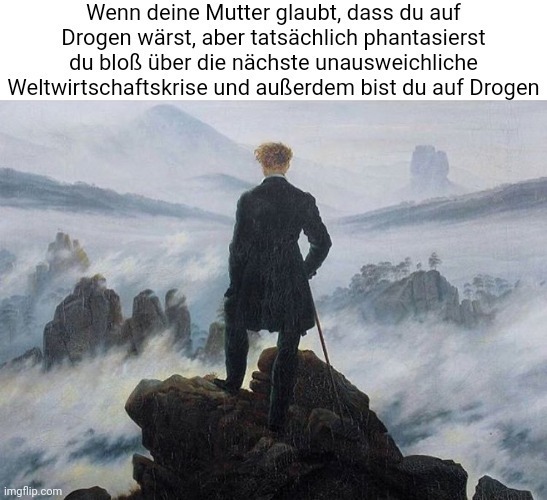 Wenn deine Mutter glaubt, dass du auf
Drogen wärst, aber tatsächlich phantasierst
du bloß über die nächste unausweichliche
Weltwirtschaftskrise und außerdem bist du auf Drogen
imgflip.com